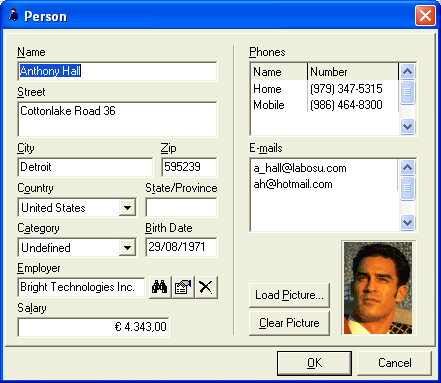 Person
Name
Anthony Hall
Street
Cottonlake Road 36
City
Zip
Detroit
595239
Country
State/Province
United States
Category
Birth Date
Undefined
29/08/1971
Employer
Bright Technologies Inc.
Salary
€ 4.343,00
Phones
Name Number
Home (979) 347-5315
Mobile (986) 464-8300
E-mails
a_hall@labosu.com
ah@hotmail.com
Load Picture...
Clear Picture
OK
Cancel